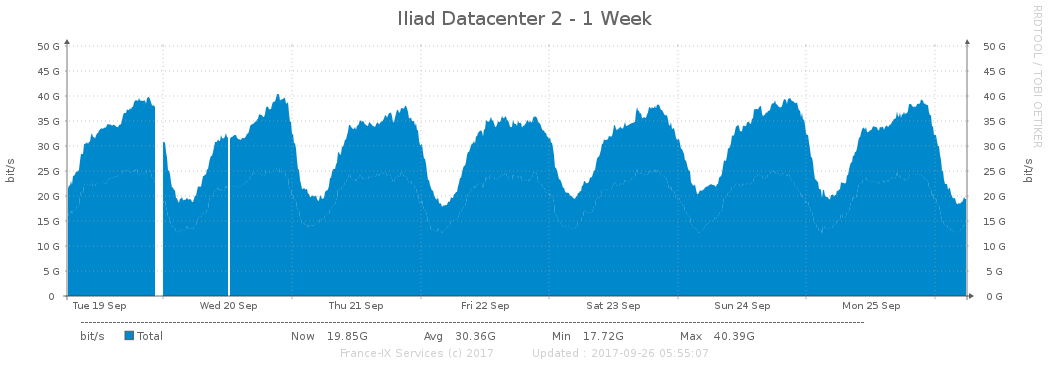 Iliad Datacenter 2 - 1 Week
RRDTOOL / TOBI OETIKER
50 G 50 G
45 G 45 G
40 G 40 G
35 G 35 G
30 G 30 G
25 G 25 G
20 G 20 G
15 G 15 G
10 G 10 G
5 G 5 G
0 0 G
bit/s
bit/s
Tue 19 Sep Wed 20 Sep Thu 21 Sep Fri 22 Sep Sat 23 Sep Sun 24 Sep Mon 25 Sep
bit/s Total Now 19.85G Avg 30.36G Min 17.72G Max 40.39G
France-IX Services (c) 2017 Updated : 2017-09-26 05:55:07